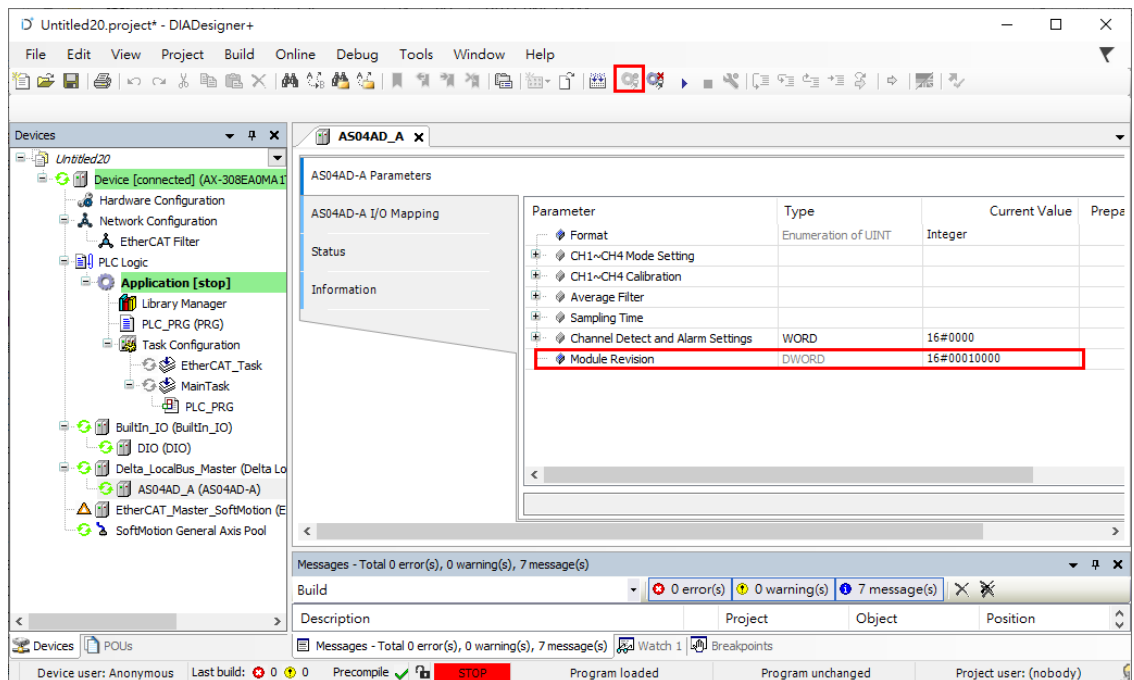 Untitled20.project* - DIADesigner+
File Edit View Project Build Online Debug Tools Window Help
Devices
Untitled20
Device [connected] (AX-308EA0MA1
Hardware Configuration
Network Configuration
EtherCAT Filter
PLC Logic
Application [stop]
Library Manager
PLC_PRG (PRG)
Task Configuration
EtherCAT_Task
MainTask
PLC_PRG
BuiltIn_IO (BuiltIn_IO)
DIO (DIO)
Delta_LocalBus_Master (Delta Lo
AS04AD_A (AS04AD-A)
EtherCAT_Master_SoftMotion (E
SoftMotion General Axis Pool
Devices POUs
AS04AD_A
AS04AD-A Parameters
AS04AD-A I/O Mapping
Status
Information
Parameter Type Current Value Prepa
Format Enumeration of UINT Integer
CH1~CH4 Mode Setting
CH1~CH4 Calibration
Average Filter
Sampling Time
Channel Detect and Alarm Settings WORD 16#0000
Module Revision DWORD 16#00010000
Messages - Total 0 error(s), 0 warning(s), 7 message(s)
Build 0 error(s) 0 warning(s) 7 message(s)
Description Project Object Position
Messages - Total 0 error(s), 0 warning(s), 7 message(s) Watch 1 Breakpoints
Device user: Anonymous Last build: 0 0 Precompile STOP Program loaded Program unchanged Project user: (nobody)